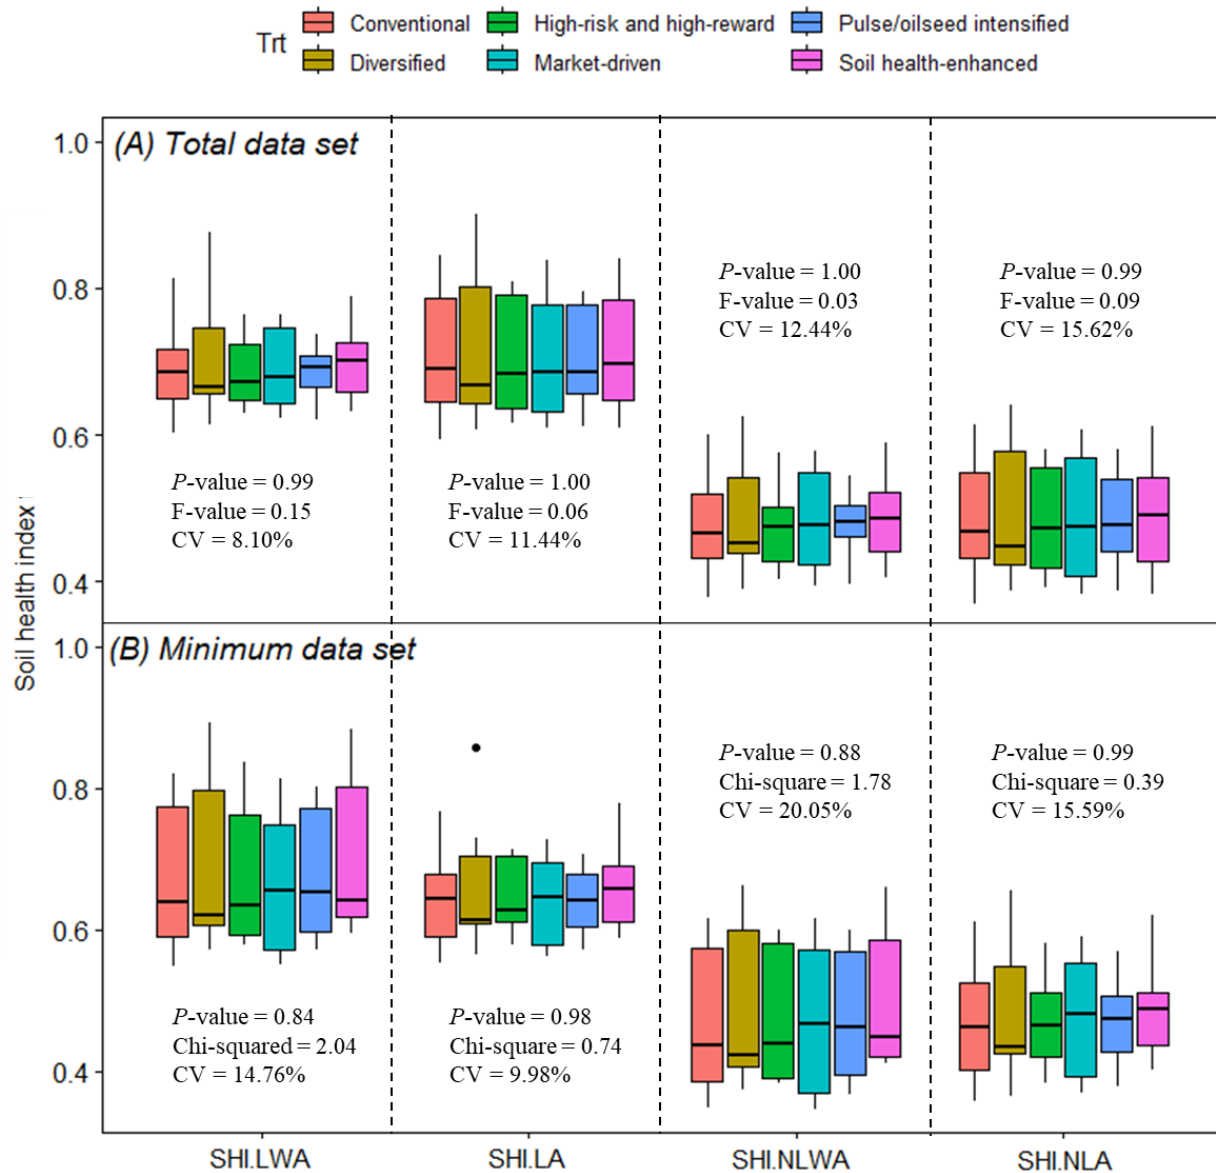 Trt
Conventional
High-risk and high-reward
Pulse/oilseed intensified
Diversified
Market-driven
Soil health-enhanced
Soil health index
(A) Total data set
1.0
0.8
0.6
0.4
P-value = 0.99
F-value = 0.15
CV = 8.10%
P-value = 1.00
F-value = 0.06
CV = 11.44%
P-value = 1.00
F-value = 0.03
CV = 12.44%
P-value = 0.99
F-value = 0.09
CV = 15.62%
(B) Minimum data set
1.0
0.8
0.6
0.4
P-value = 0.84
Chi-squared = 2.04
CV = 14.76%
P-value = 0.98
Chi-square = 0.74
CV = 9.98%
P-value = 0.88
Chi-square = 1.78
CV = 20.05%
P-value = 0.99
Chi-square = 0.39
CV = 15.59%
SHI.LWA
SHI.LA
SHI.NLWA
SHI.NLA